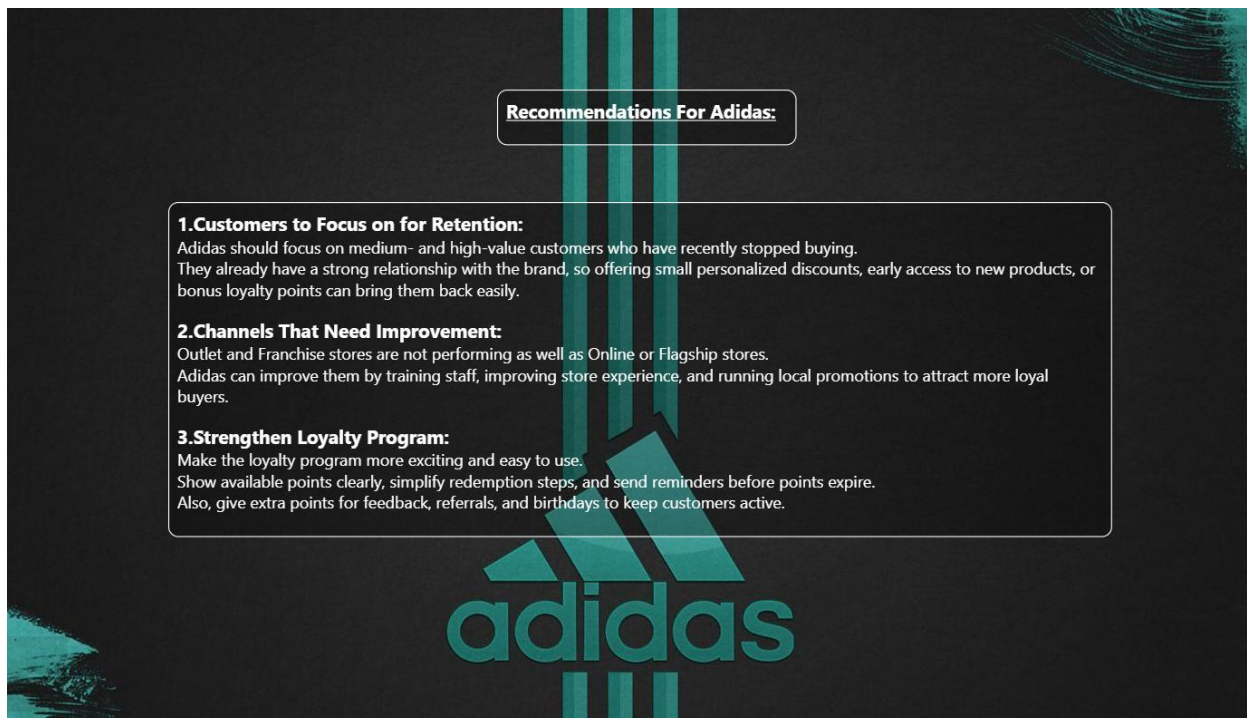 Recommendations For Adidas:
1.Customers to Focus on for Retention:
Adidas should focus on medium- and high-value customers who have recently stopped buying.
They already have a strong relationship with the brand, so offering small personalized discounts, early access to new products, or
bonus loyalty points can bring them back easily.
2.Channels That Need Improvement:
Outlet and Franchise stores are not performing as well as Online or Flagship stores.
Adidas can improve them by training staff, improving store experience, and running local promotions to attract more loyal
buyers.
3.Strengthen Loyalty Program:
Make the loyalty program more exciting and easy to use.
Show available points clearly, simplify redemption steps, and send reminders before points expire.
Also, give extra points for feedback, referrals, and birthdays to keep customers active.
adidas